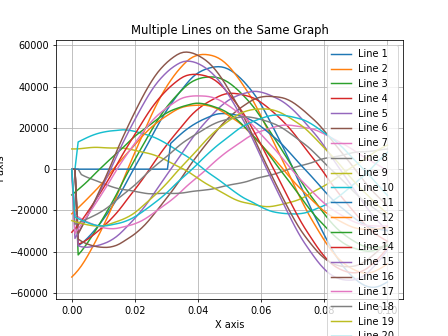 Multiple Lines on the Same Graph
60000
40000
20000
0
−20000
−40000
−60000
axis
0.00
0.02
0.04
0.06
X axis
Line 1
Line 2
Line 3
Line 4
Line 5
Line 6
Line 7
Line 8
Line 9
Line 10
Line 11
Line 12
Line 13
Line 14
Line 15
Line 16
Line 17
Line 18
Line 19
Line 20